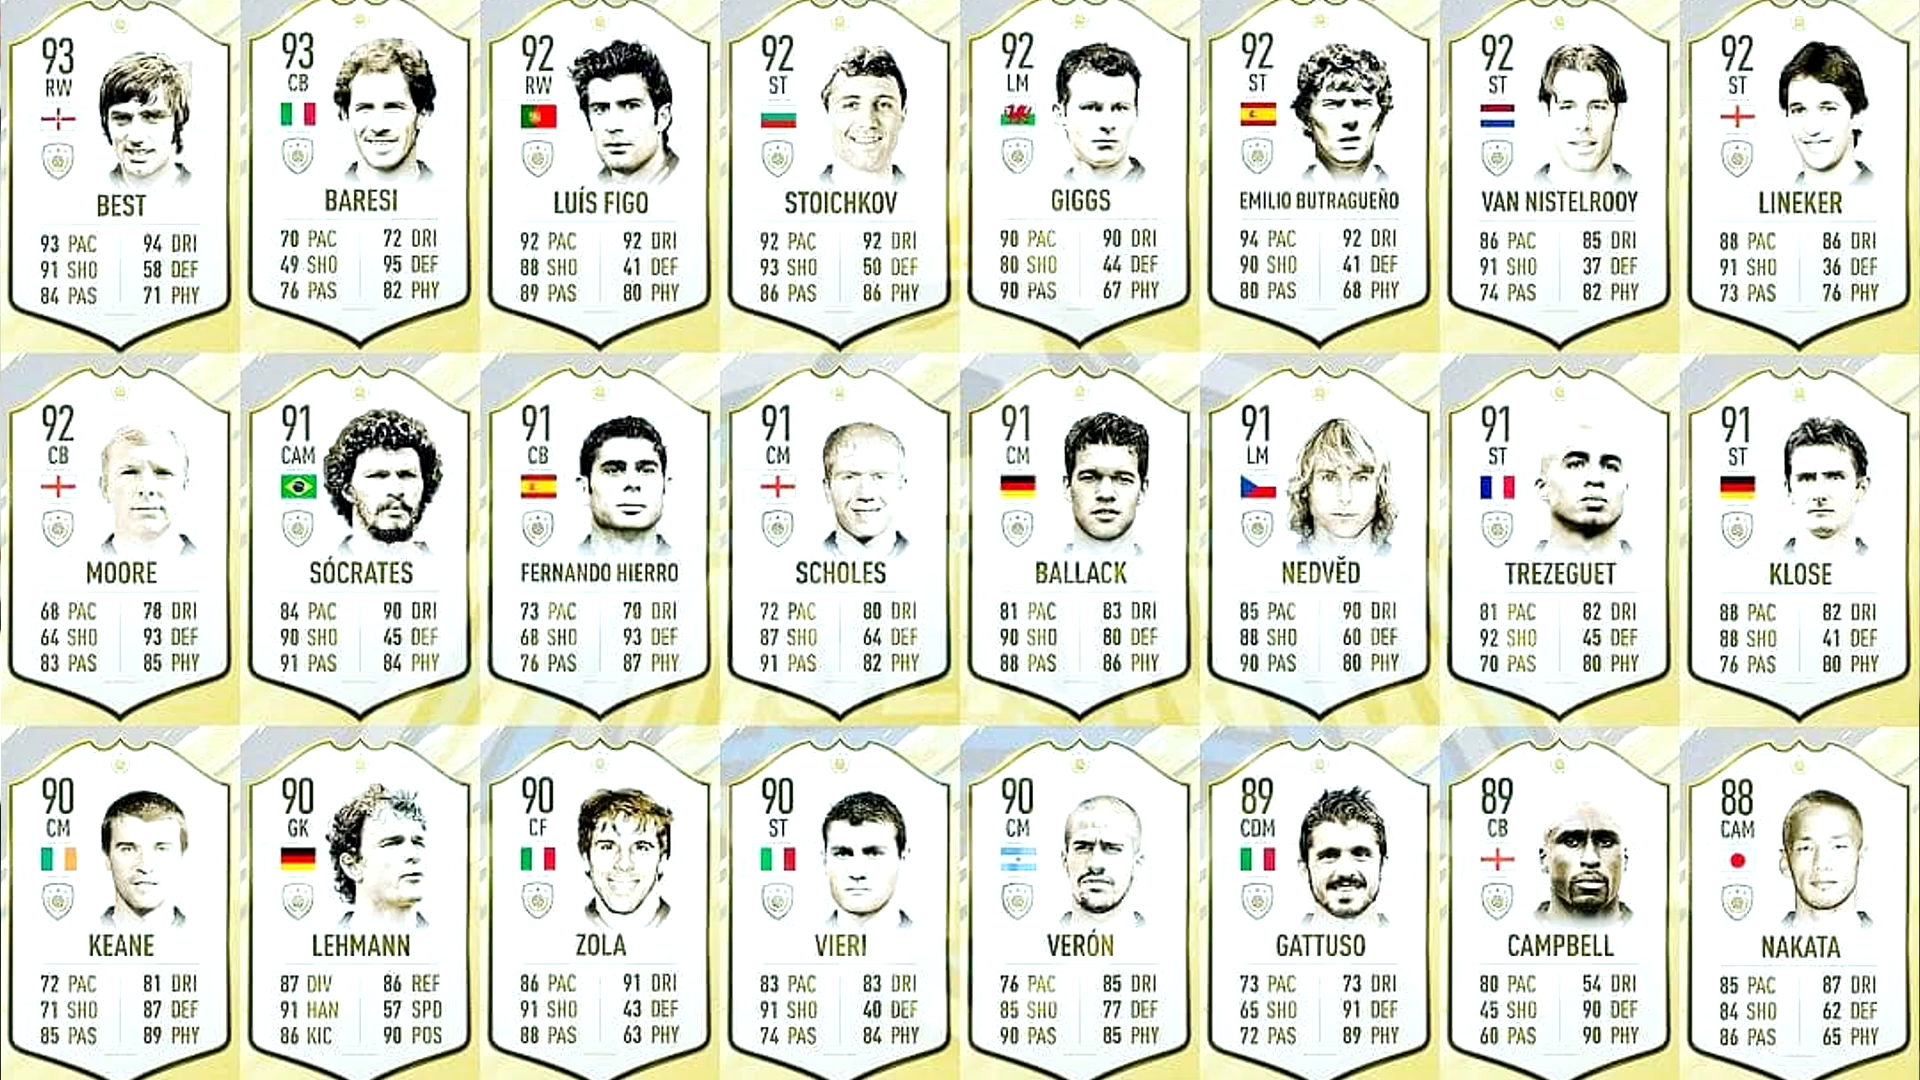 93
RW
BEST
93 PAC 94 DRI
91 SHO 58 DEF
84 PAS 71 PHY
93
CB
BARESI
70 PAC 72 DRI
49 SHO 95 DEF
76 PAS 82 PHY
92
RW
LUÍS FIGO
92 PAC 92 DRI
88 SHO 41 DEF
89 PAS 80 PHY
92
ST
STOICHKOV
92 PAC 92 DRI
93 SHO 50 DEF
86 PAS 86 PHY
92
LM
GIGGS
90 PAC 90 DRI
80 SHO 44 DEF
90 PAS 67 PHY
92
ST
EMILIO BUTRAGUEÑO
94 PAC 92 DRI
90 SHO 41 DEF
80 PAS 68 PHY
92
ST
VAN NISTELROOY
86 PAC 85 DRI
91 SHO 37 DEF
74 PAS 82 PHY
92
ST
LINEKER
88 PAC 86 DRI
91 SHO 36 DEF
73 PAS 76 PHY
92
CB
MOORE
68 PAC 78 DRI
64 SHO 93 DEF
83 PAS 85 PHY
91
CAM
SÓCRATES
84 PAC 90 DRI
90 SHO 45 DEF
91 PAS 84 PHY
91
CB
FERNANDO HIERRO
73 PAC 70 DRI
68 SHO 93 DEF
76 PAS 87 PHY
91
CM
SCHOLES
72 PAC 80 DRI
87 SHO 64 DEF
91 PAS 82 PHY
91
CM
BALLACK
81 PAC 83 DRI
90 SHO 80 DEF
88 PAS 86 PHY
91
LM
NEDVĚD
85 PAC 90 DRI
88 SHO 60 DEF
90 PAS 80 PHY
91
ST
TREZEGUET
81 PAC 82 DRI
92 SHO 45 DEF
70 PAS 80 PHY
91
ST
KLOSE
88 PAC 82 DRI
88 SHO 41 DEF
76 PAS 80 PHY
90
CM
KEANE
72 PAC 81 DRI
71 SHO 87 DEF
85 PAS 89 PHY
90
GK
LEHMANN
87 DIV 86 REF
91 HAN 57 SPD
86 KIC 90 POS
90
CF
ZOLA
86 PAC 91 DRI
91 SHO 43 DEF
88 PAS 63 PHY
90
ST
VIERI
83 PAC 83 DRI
91 SHO 40 DEF
74 PAS 84 PHY
90
CM
VERÓN
76 PAC 85 DRI
85 SHO 77 DEF
90 PAS 85 PHY
89
CDM
GATTUSO
73 PAC 73 DRI
65 SHO 91 DEF
72 PAS 89 PHY
89
CB
CAMPBELL
80 PAC 54 DRI
45 SHO 90 DEF
60 PAS 90 PHY
88
CAM
NAKATA
85 PAC 87 DRI
84 SHO 62 DEF
86 PAS 65 PHY